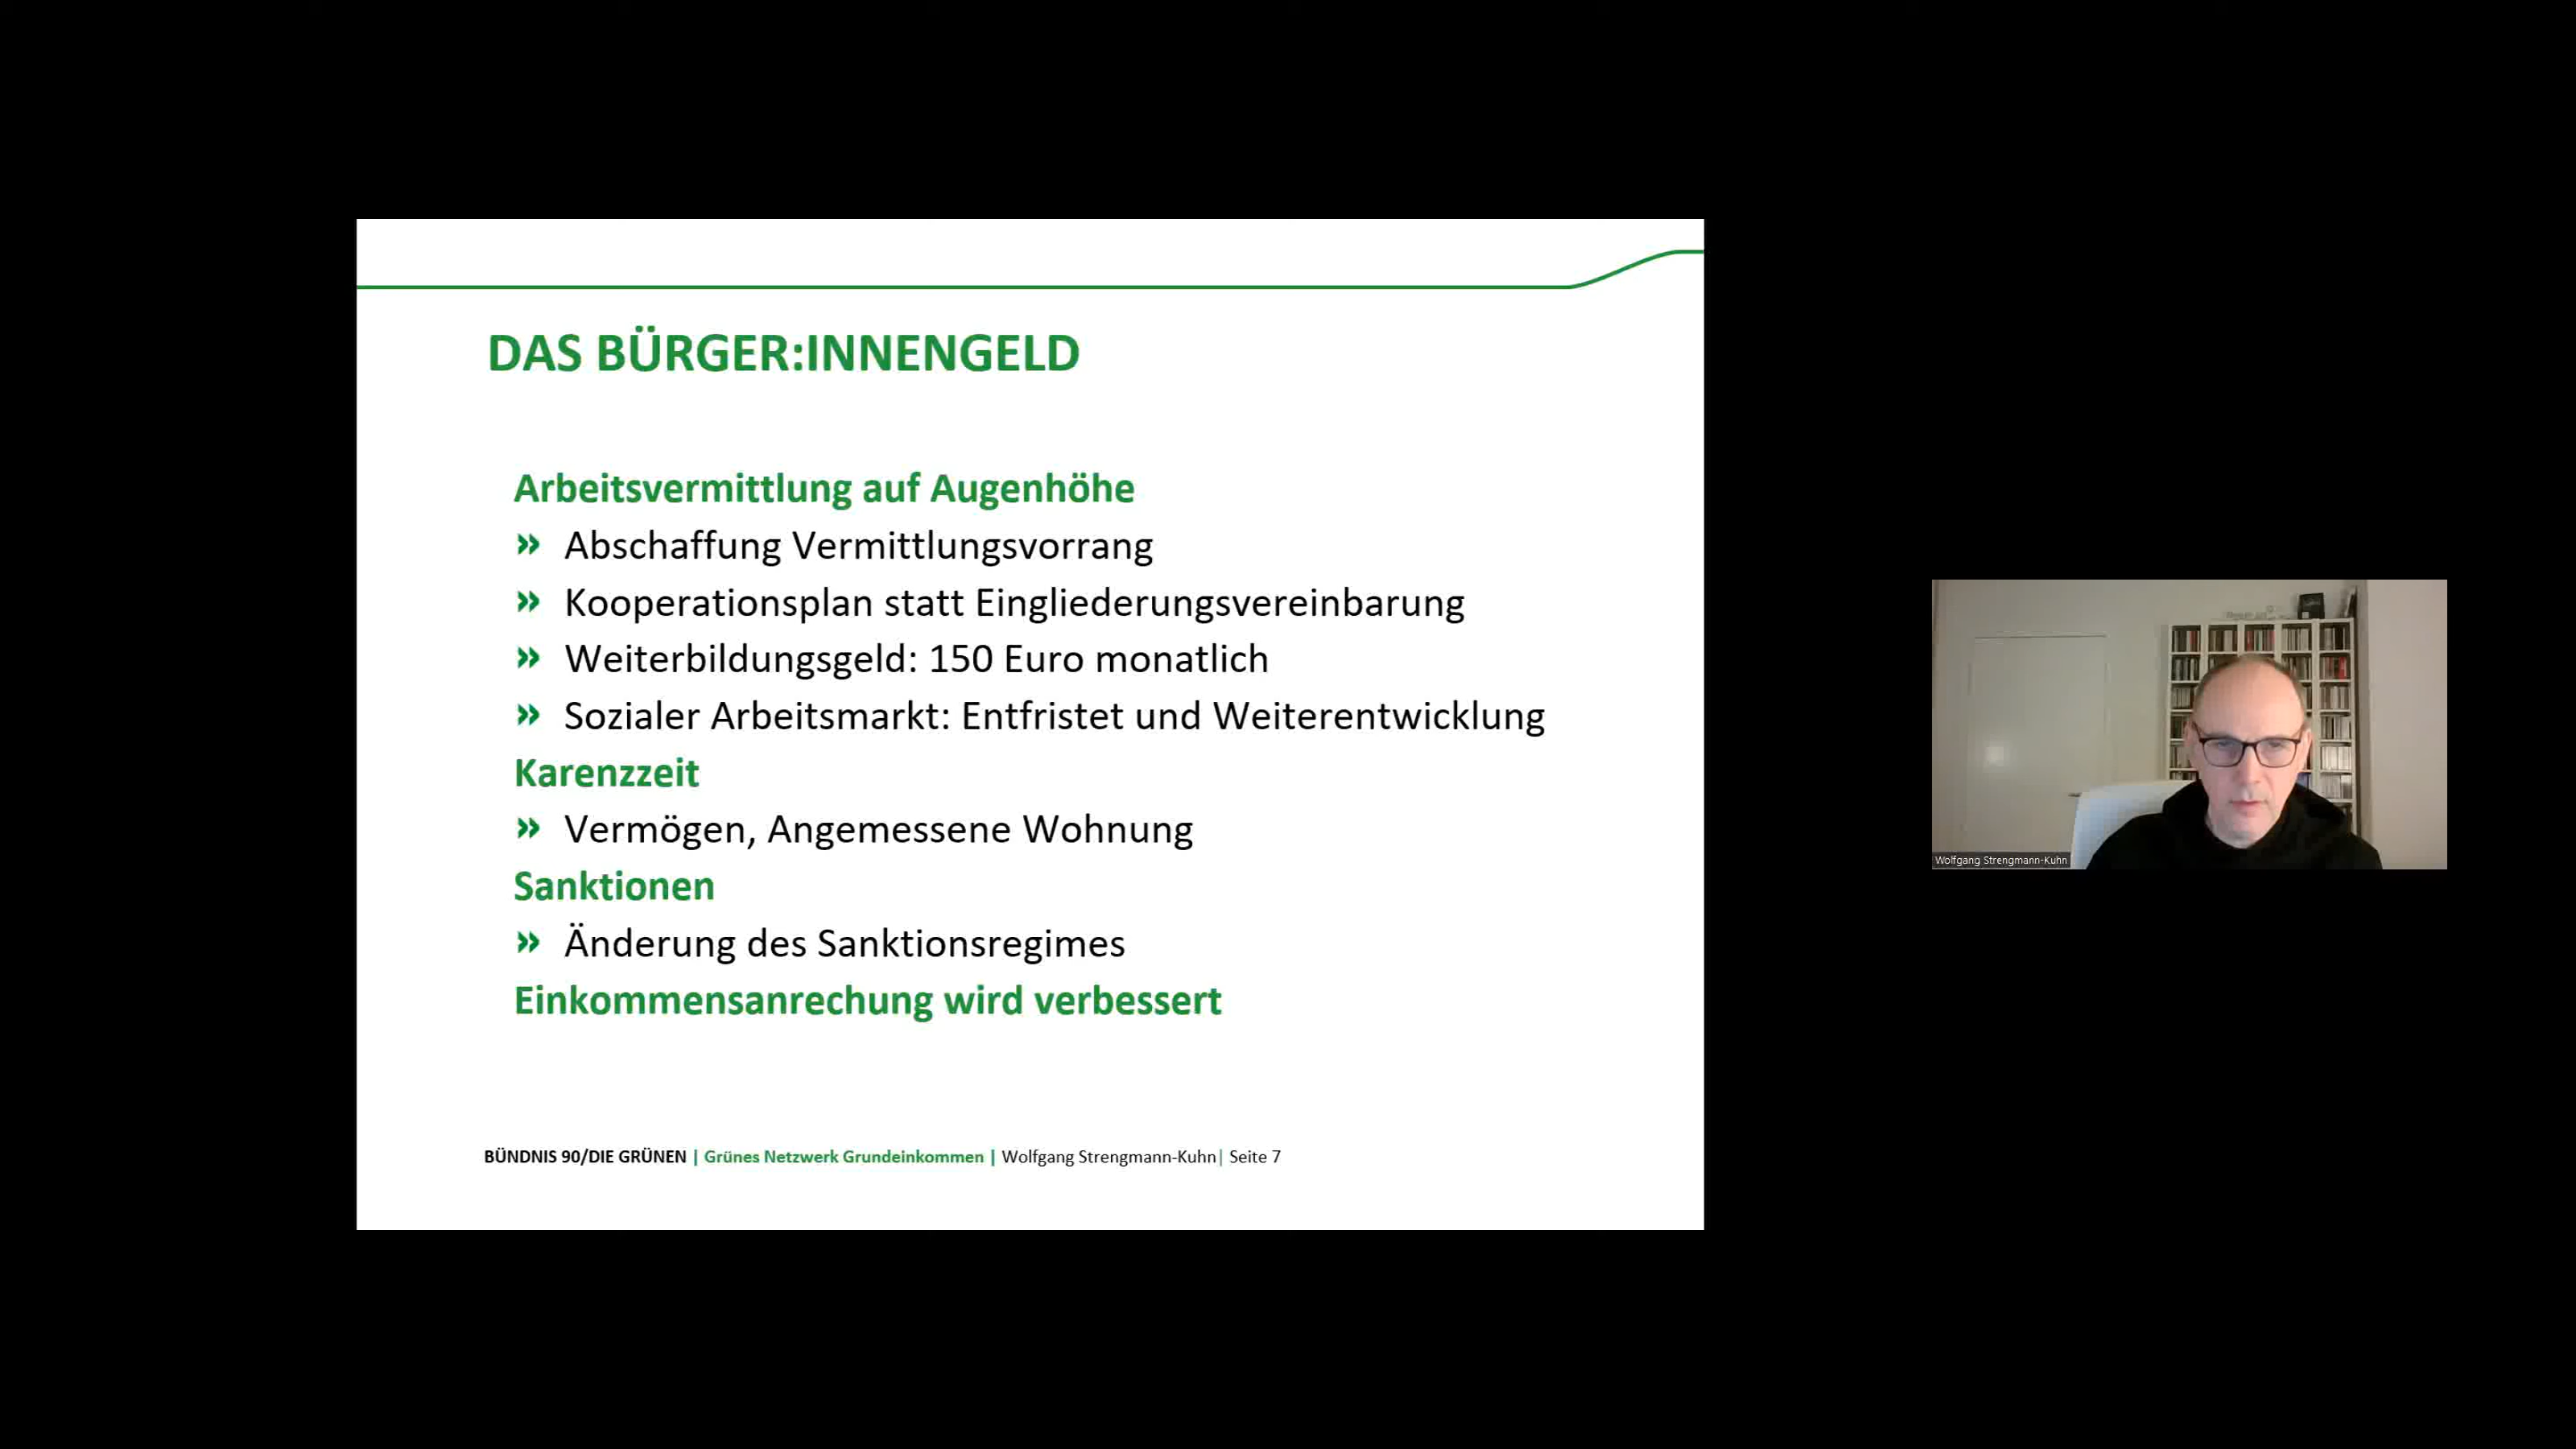 DAS BÜRGER:INNENGELD
Arbeitsvermittlung auf Augenhöhe
» Abschaffung Vermittlungsvorrang
» Kooperationsplan statt Eingliederungsvereinbarung
» Weiterbildungsgeld: 150 Euro monatlich
» Sozialer Arbeitsmarkt: Entfristet und Weiterentwicklung
Karenzzeit
» Vermögen, Angemessene Wohnung
Sanktionen
» Änderung des Sanktionsregimes
Einkommensanrechung wird verbessert
BÜNDNIS 90/DIE GRÜNEN | Grünes Netzwerk Grundeinkommen | Wolfgang Strengmann-Kuhn| Seite 7
Wolfgang Strengmann-Kuhn